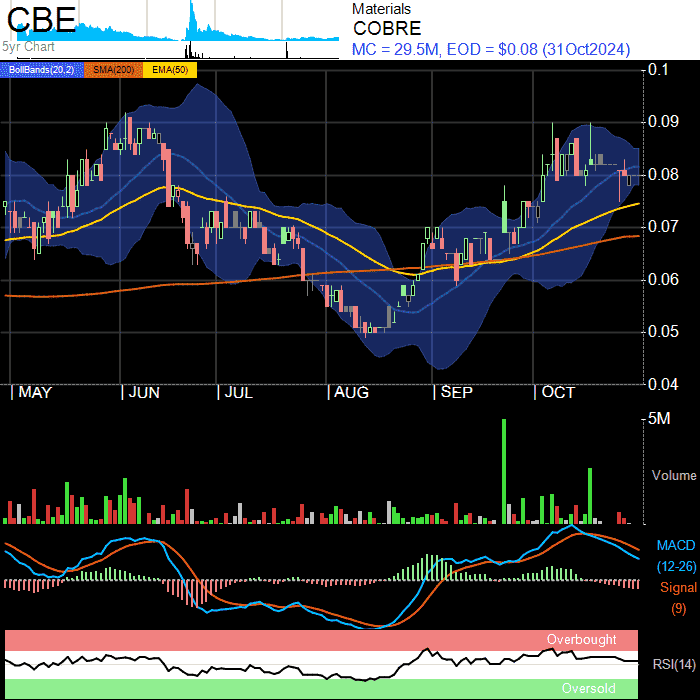 CBE
5yr Chart
Materials
COBRE
MC = 29.5M, EOD = $0.08 (31Oct2024)
BollBands(20,2) SMA(200) EMA(50)
0.1
0.09
0.08
0.07
0.06
0.05
0.04
MAY JUN JUL AUG SEP OCT
5M
Volume
MACD
(12-26)
Signal
(9)
Overbought
RSI(14)
Oversold